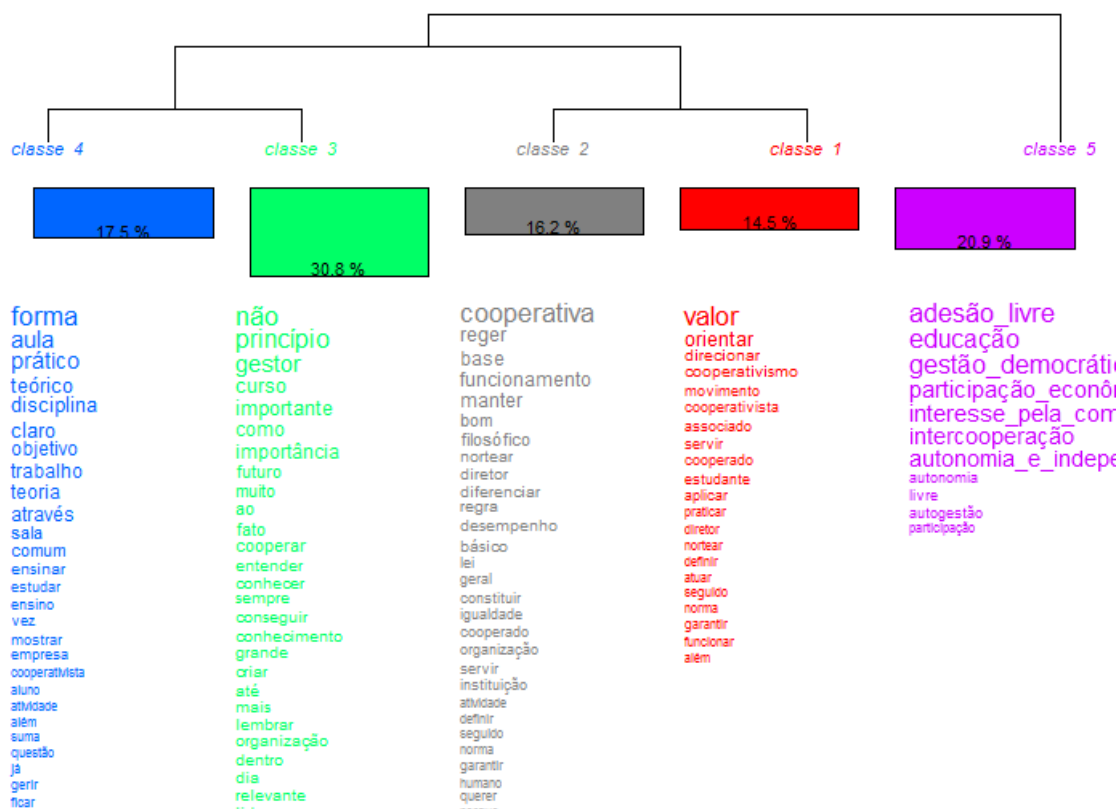 classe 4
classe 3
classe 2
classe 1
classe 5
17.5 %
30.8 %
16.2 %
14.5 %
20.9 %
forma
aula
prático
teórico
disciplina
claro
objetivo
trabalho
teoria
através
sala
comum
ensinar
estudar
ensino
vez
mostrar
empresa
cooperativista
aluno
atividade
além
suma
questão
já
gerir
ficar
não
princípio
gestor
curso
importante
como
importância
futuro
muito
ao
fato
cooperar
entender
conhecer
sempre
conseguir
conhecimento
grande
criar
até
mais
lembrar
organização
dentro
dia
relevante
cooperativa
reger
base
funcionamento
manter
bom
filosófico
nortear
diretor
diferenciar
regra
desempenho
básico
lei
geral
constituir
igualdade
cooperado
organização
servir
instituição
atividade
definir
seguido
norma
garantir
humano
querer
valor
orientar
direcionar
cooperativismo
movimento
cooperativista
associado
servir
cooperado
estudante
aplicar
praticar
diretor
nortear
definir
atuar
seguido
norma
garantir
funcionar
além
adesão_livre
educação
gestão_democráti
participação_econô
interesse_pela_com
intercooperação
autonomia_e_indepe
autonomia
livre
autogestão
participação